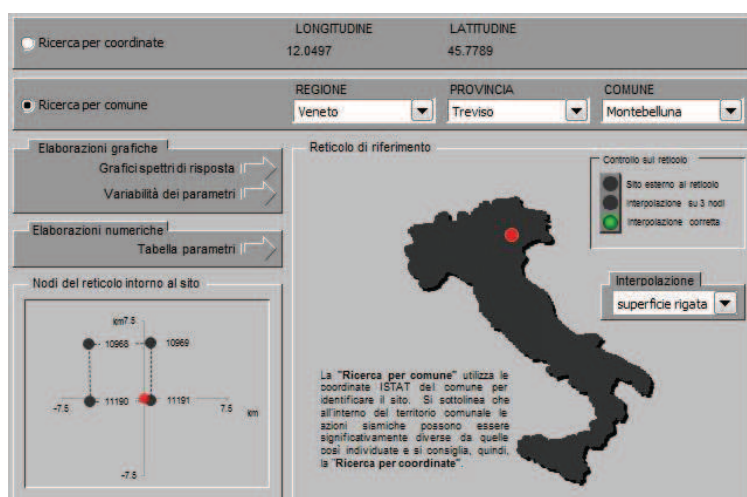 Ricerca per coordinate
LONGITUDINE
LATITUDINE
12.0497
45.7789
Ricerca per comune
REGIONE
PROVINCIA
COMUNE
Veneto
Treviso
Montebelluna
Elaborazioni grafiche
Grafici spettri di risposta
Variabilità dei parametri
Elaborazioni numeriche
Tabella parametri
Nodi del reticolo intorno al sito
km7.5
10968
10969
11190
11191
-7.5
7.5
km
-7.5
Reticolo di riferimento
Controllo sul reticolo
Sito esterno al reticolo
Interpolazione su 3 nodi
Interpolazione corretta
Interpolazione
superficie rigata
La "Ricerca per comune" utilizza le
coordinate ISTAT del comune per
identificare il sito. Si sottolinea che
all'interno del territorio comunale le
azioni sismiche possono essere
significativamente diverse da quelle
così individuate e si consiglia, quindi,
la "Ricerca per coordinate".